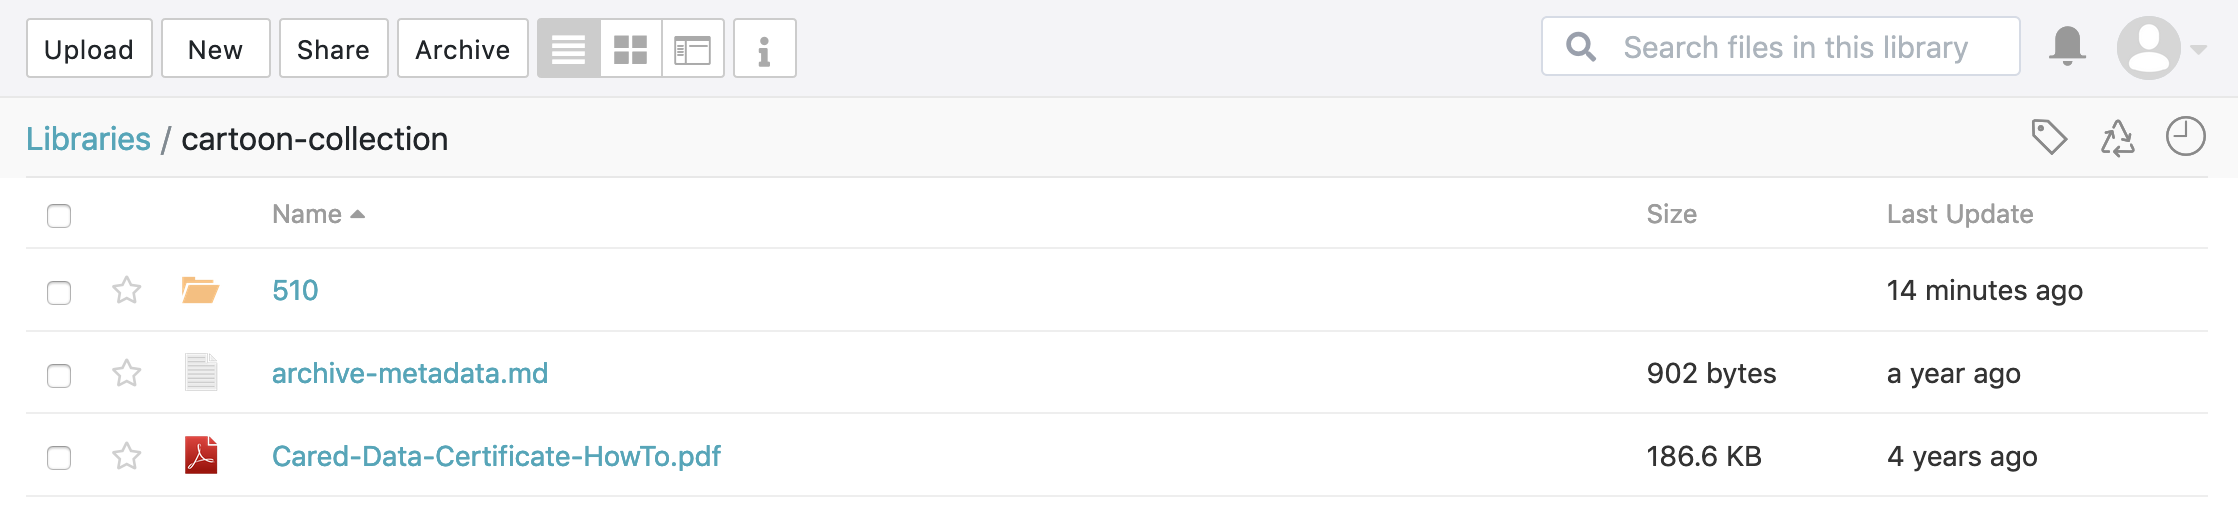 Upload New Share Archive Search files in this library
Libraries / cartoon-collection
Name Size Last Update
510 14 minutes ago
archive-metadata.md 902 bytes a year ago
Cared-Data-Certificate-HowTo.pdf 186.6 KB 4 years ago